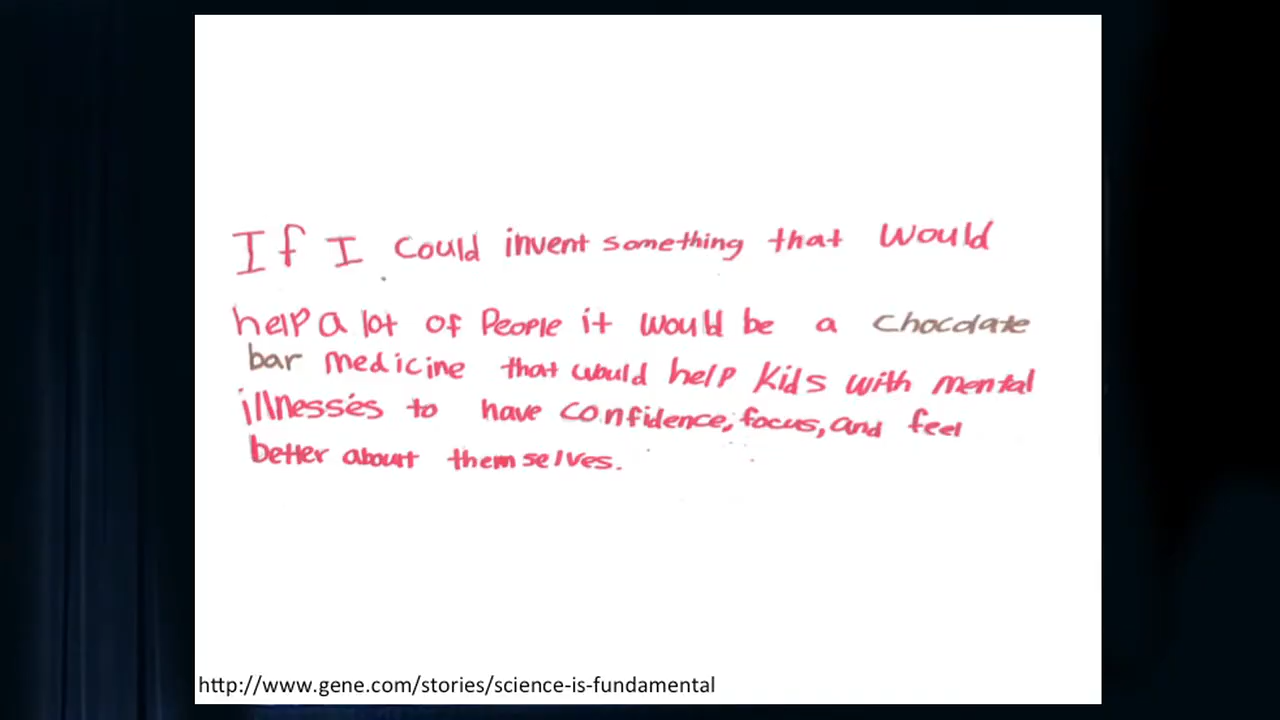 If I could invent something that would
help a lot of People it would be a chocolate
bar medicine that would help kids with mental
illnesses to have confidence, focus, and feel
better about themselves.
http://www.gene.com/stories/science-is-fundamental